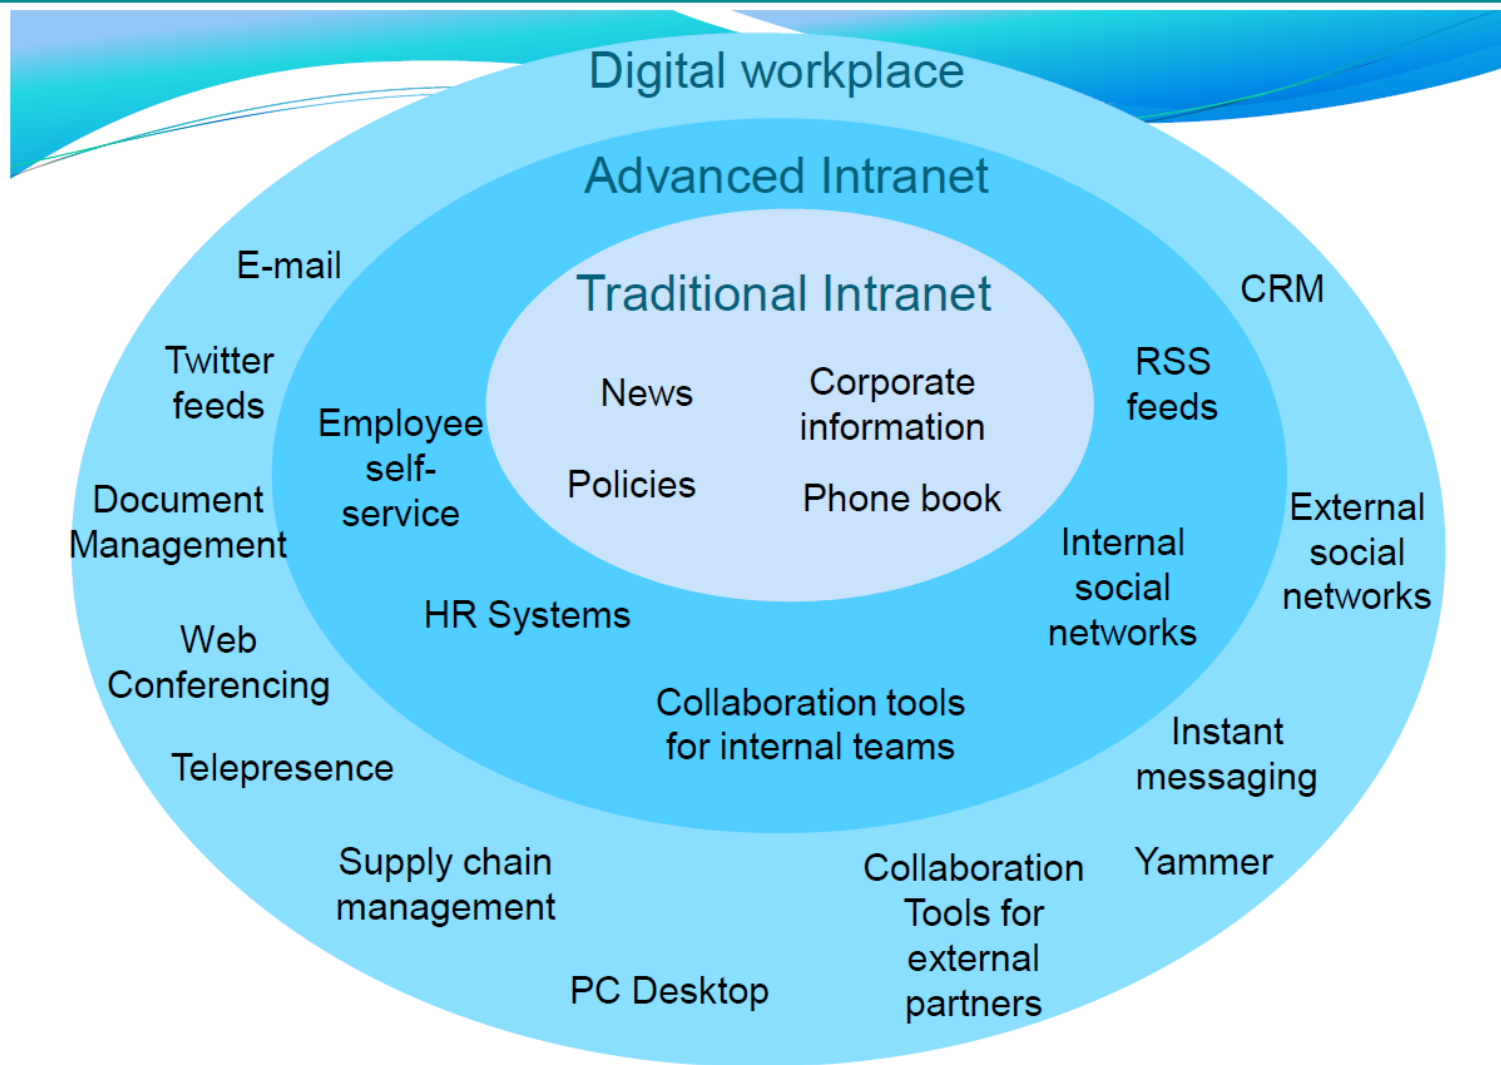 Digital workplace
Advanced Intranet
Traditional Intranet
News
Corporate
information
Policies
Phone book
Employee
self-
service
HR Systems
Collaboration tools
for internal teams
Internal
social
networks
RSS
feeds
E-mail
Twitter
feeds
Document
Management
Web
Conferencing
Telepresence
Supply chain
management
PC Desktop
Collaboration
Tools for
external
partners
Yammer
Instant
messaging
External
social
networks
CRM